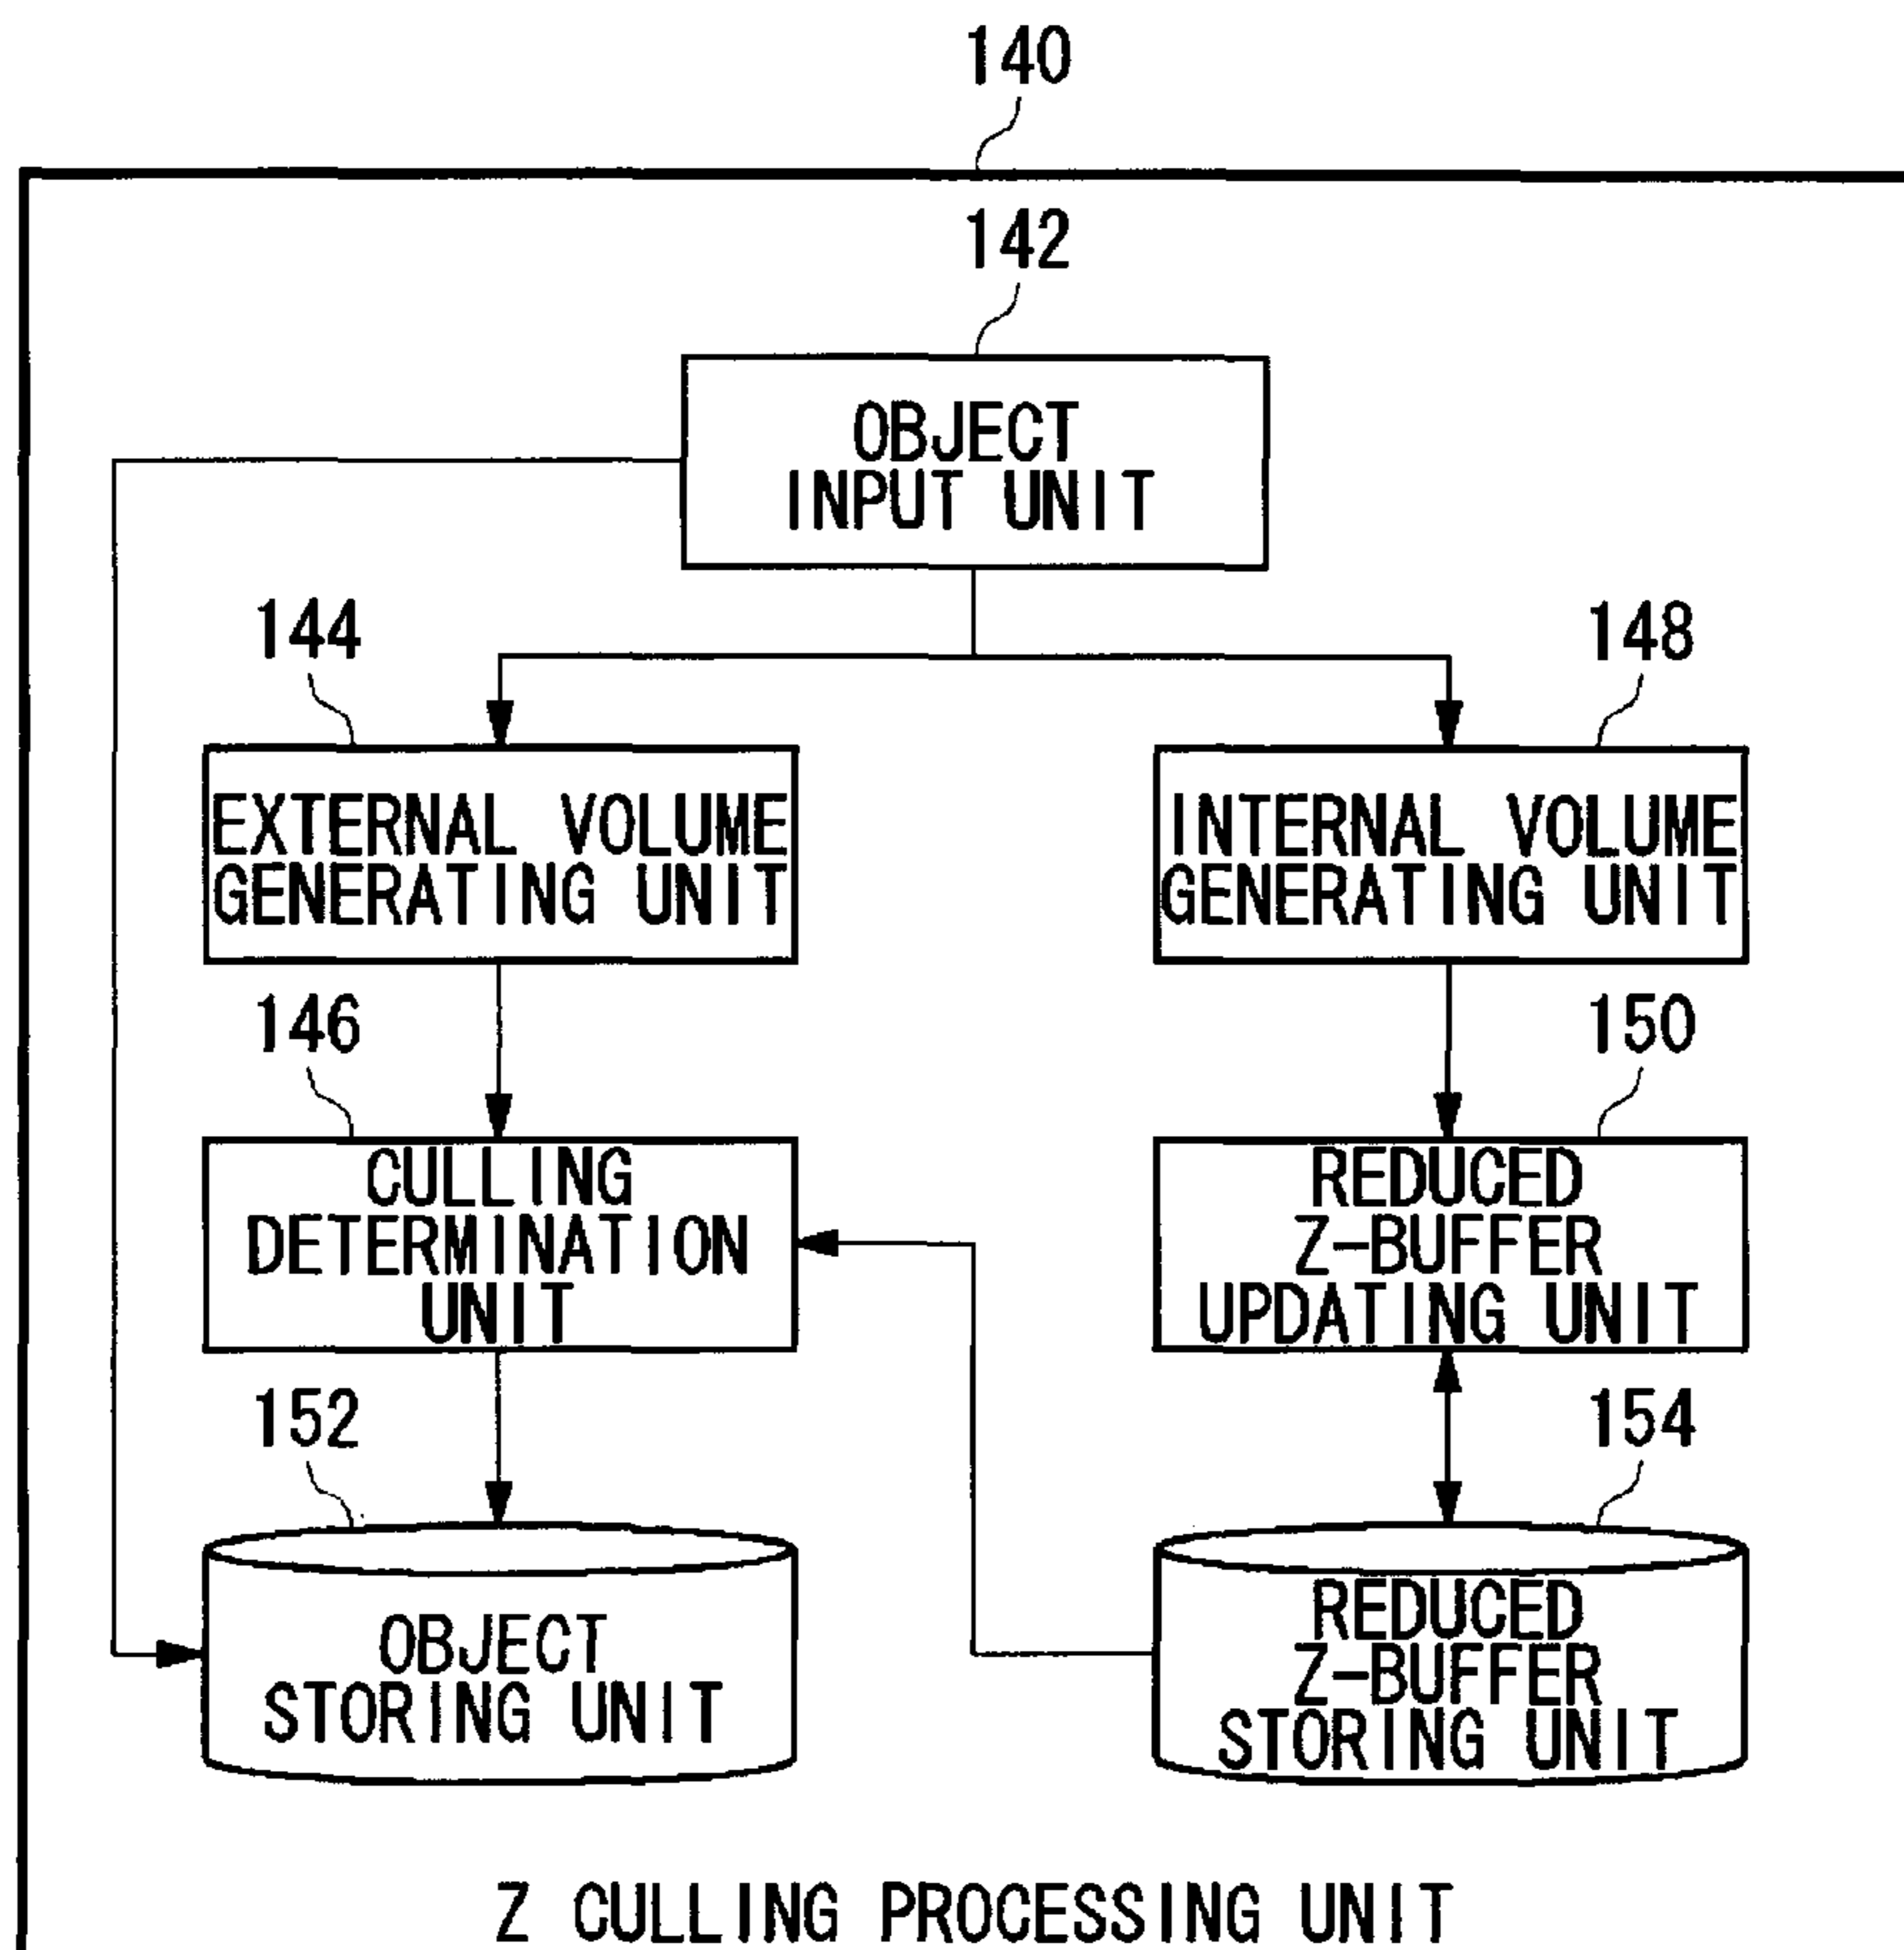 140
142
OBJECT
INPUT UNIT
144
148
EXTERNAL VOLUME
GENERATING UNIT
INTERNAL VOLUME
GENERATING UNIT
146
150
CULLING
DETERMINATION
UNIT
REDUCED
Z-BUFFER
UPDATING UNIT
152
154
OBJECT
STORING UNIT
REDUCED
Z-BUFFER
STORING UNIT
Z CULLING PROCESSING UNIT